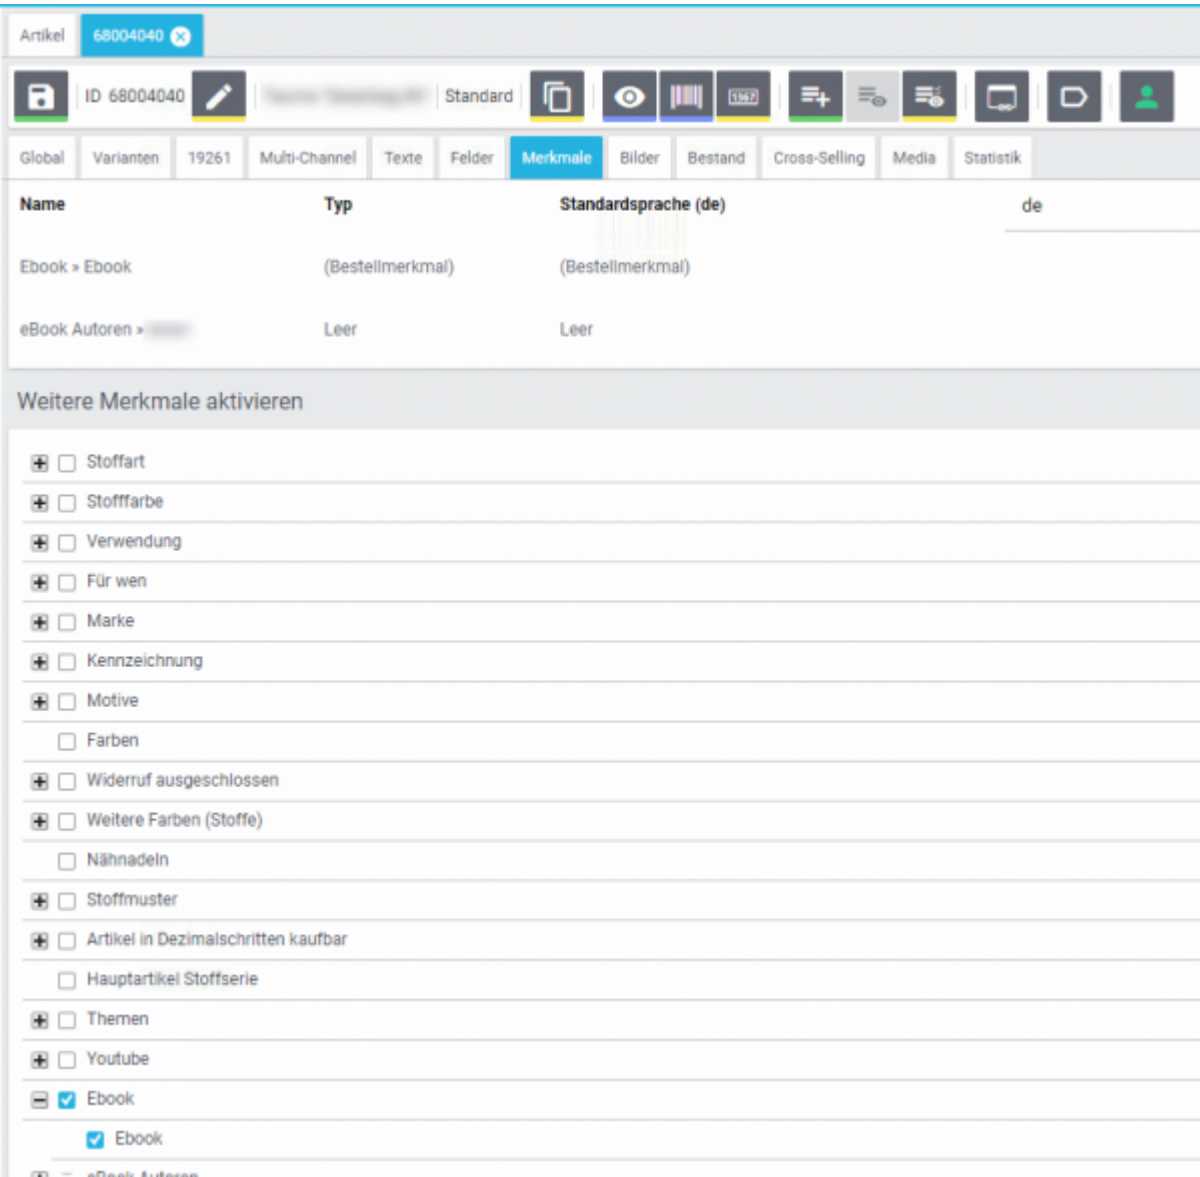 Artikel 68004040
ID 68004040 Standard 1367
Global Varianten 19261 Multi-Channel Texte Felder Merkmale Bilder Bestand Cross-Selling Media Statistik
Name Typ Standardsprache (de) de
Ebook » Ebook (Bestellmerkmal) (Bestellmerkmal)
eBook Autoren » Leer Leer
Weitere Merkmale aktivieren
Stoffart
Stofffarbe
Verwendung
Für wen
Marke
Kennzeichnung
Motive
Farben
Widerruf ausgeschlossen
Weitere Farben (Stoffe)
Nähnadeln
Stoffmuster
Artikel in Dezimalschritten kaufbar
Hauptartikel Stoffserie
Themen
Youtube
Ebook
Ebook
eBook Autoren